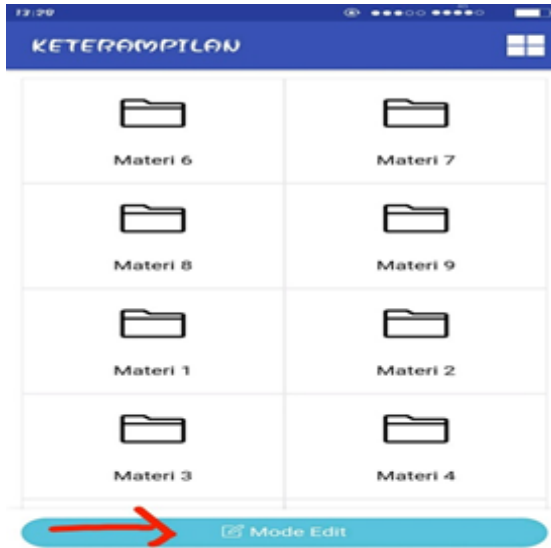 KETERAMPILAN
Materi 6
Materi 7
Materi 8
Materi 9
Materi 1
Materi 2
Materi 3
Materi 4
Mode Edit